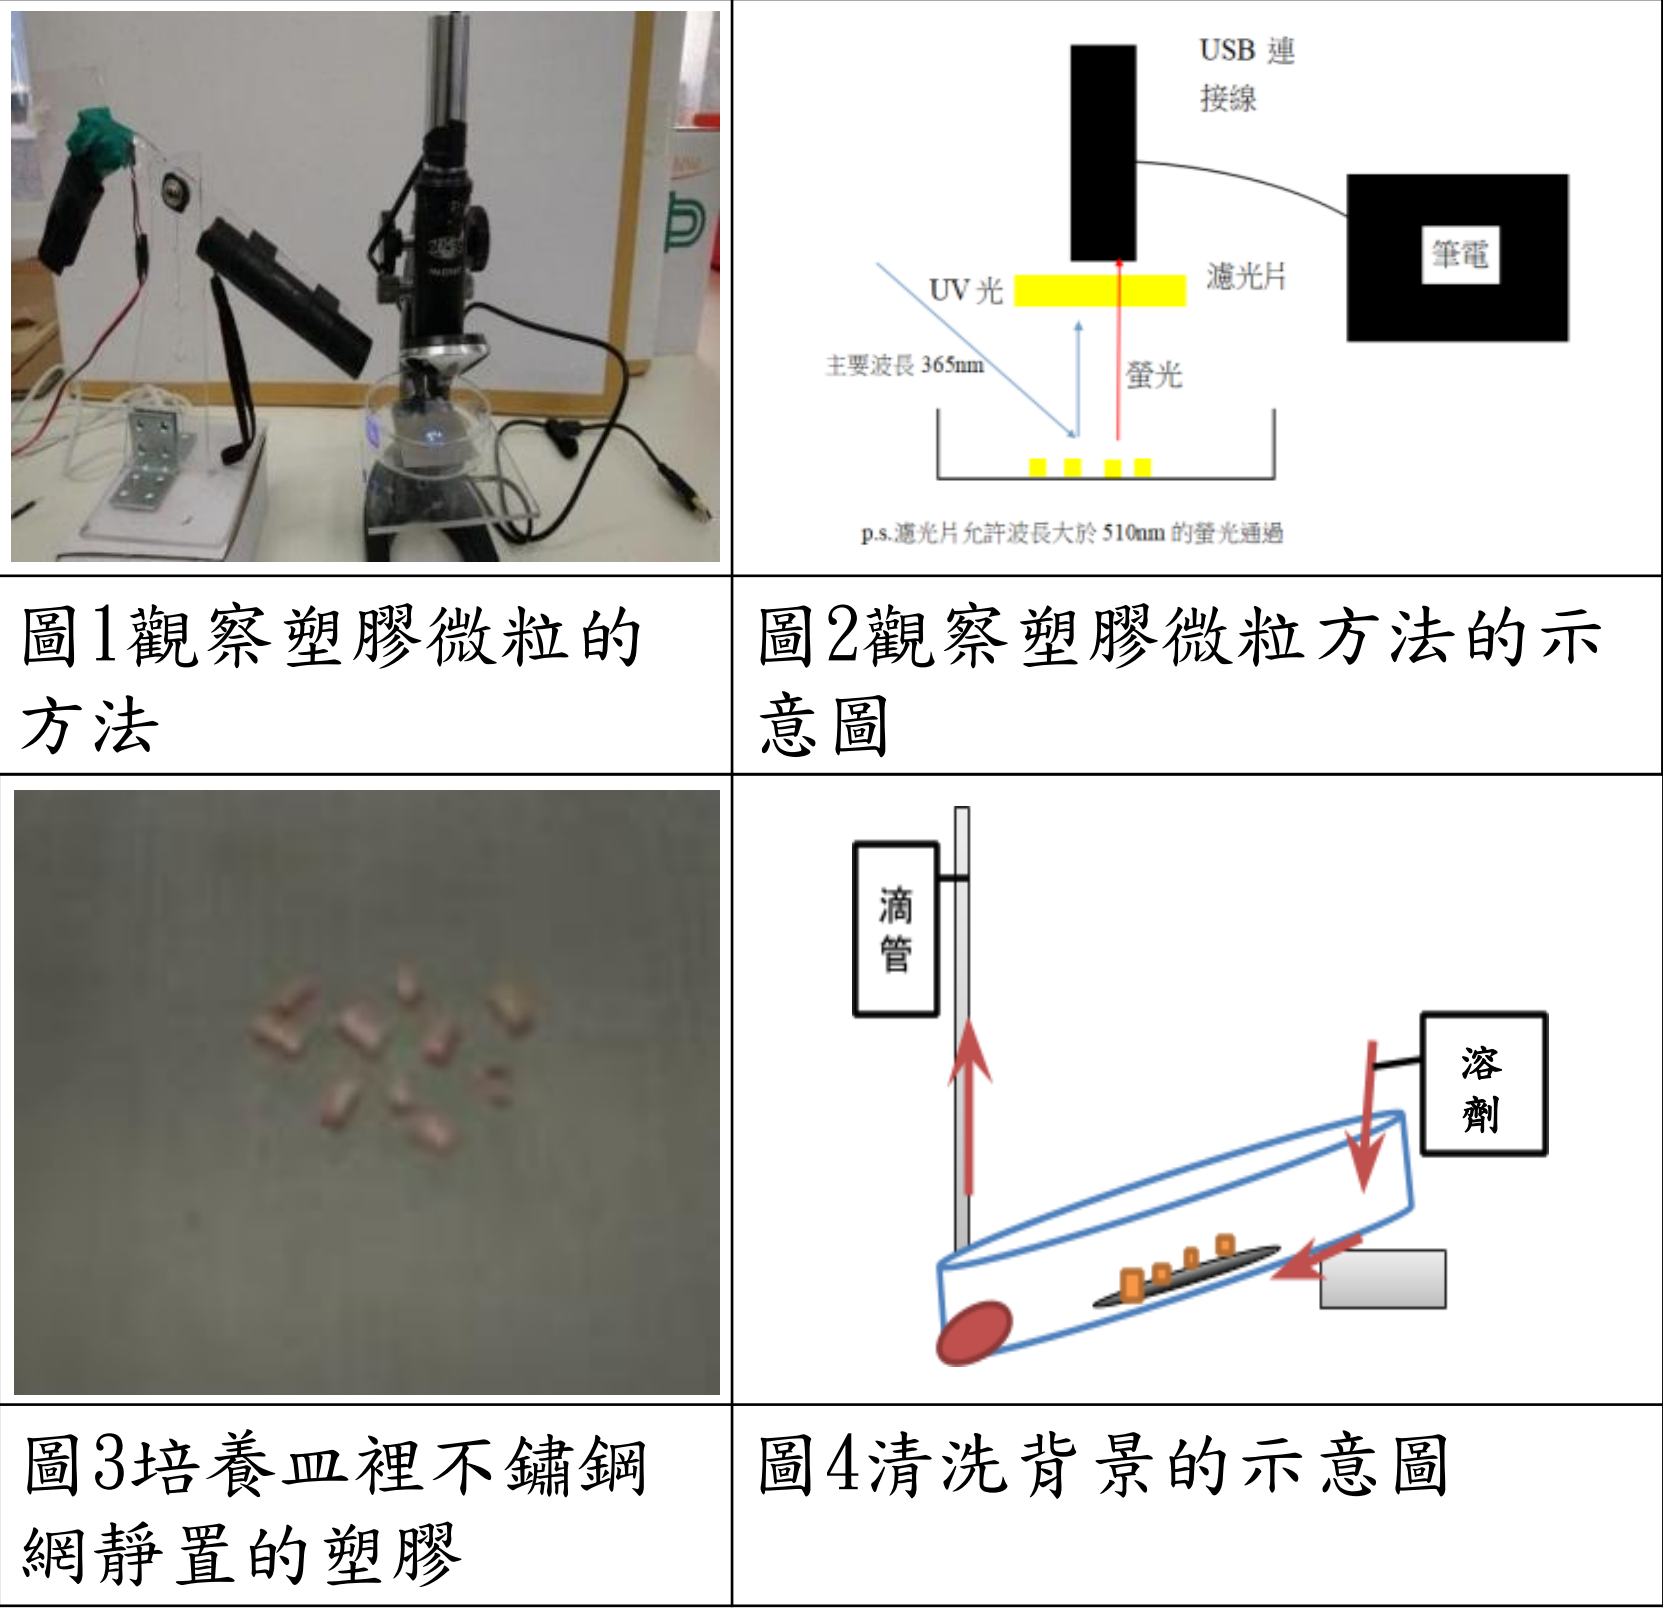 USB 連
接線
筆電
濾光片
UV 光
主要波長 365nm
螢光
p.s.濾光片允許波長大於 510nm 的螢光通過
圖1觀察塑膠微粒的
方法
圖2觀察塑膠微粒方法的示
意圖
滴
管
溶
劑
圖3培養皿裡不鏽鋼
網靜置的塑膠
圖4清洗背景的示意圖